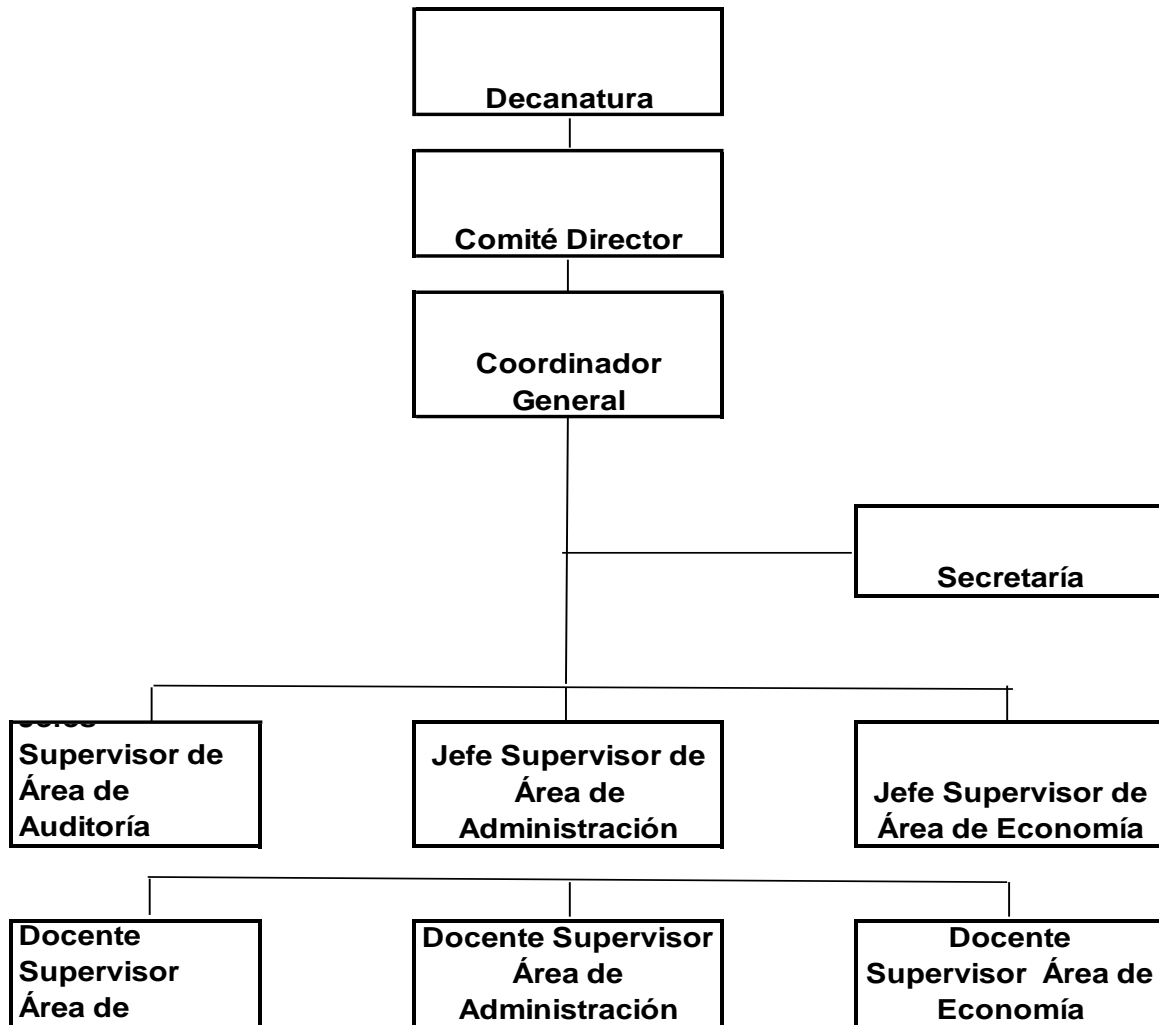 Decanatura
Comité Director
Coordinador
General
Secretaría
Supervisor de
Área de
Auditoría
Jefe Supervisor de
Área de
Administración
Jefe Supervisor de
Área de Economía
Docente
Supervisor
Área de
Docente Supervisor
Área de
Administración
Docente
Supervisor Área de
Economía